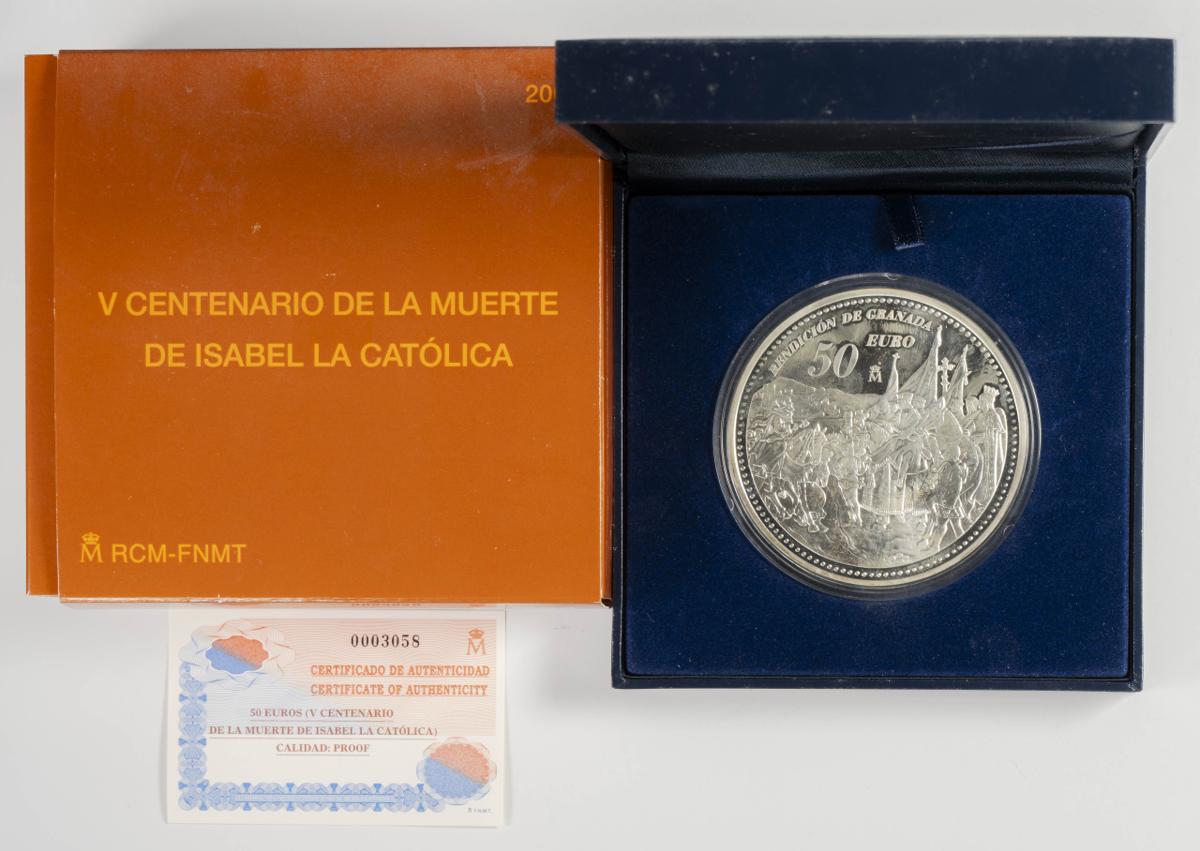 20
V CENTENARIO DE LA MUERTE
DE ISABEL LA CATÓLICA
M RCM-FNMT
RENDICIÓN DE GRANADA
50 EURO
M
0003058
M
CERTIFICADO DE AUTENTICIDAD
CERTIFICATE OF AUTHENTICITY
50 EUROS (V CENTENARIO
DE LA MUERTE DE ISABEL LA CATÓLICA)
CALIDAD: PROOF
M FNMT